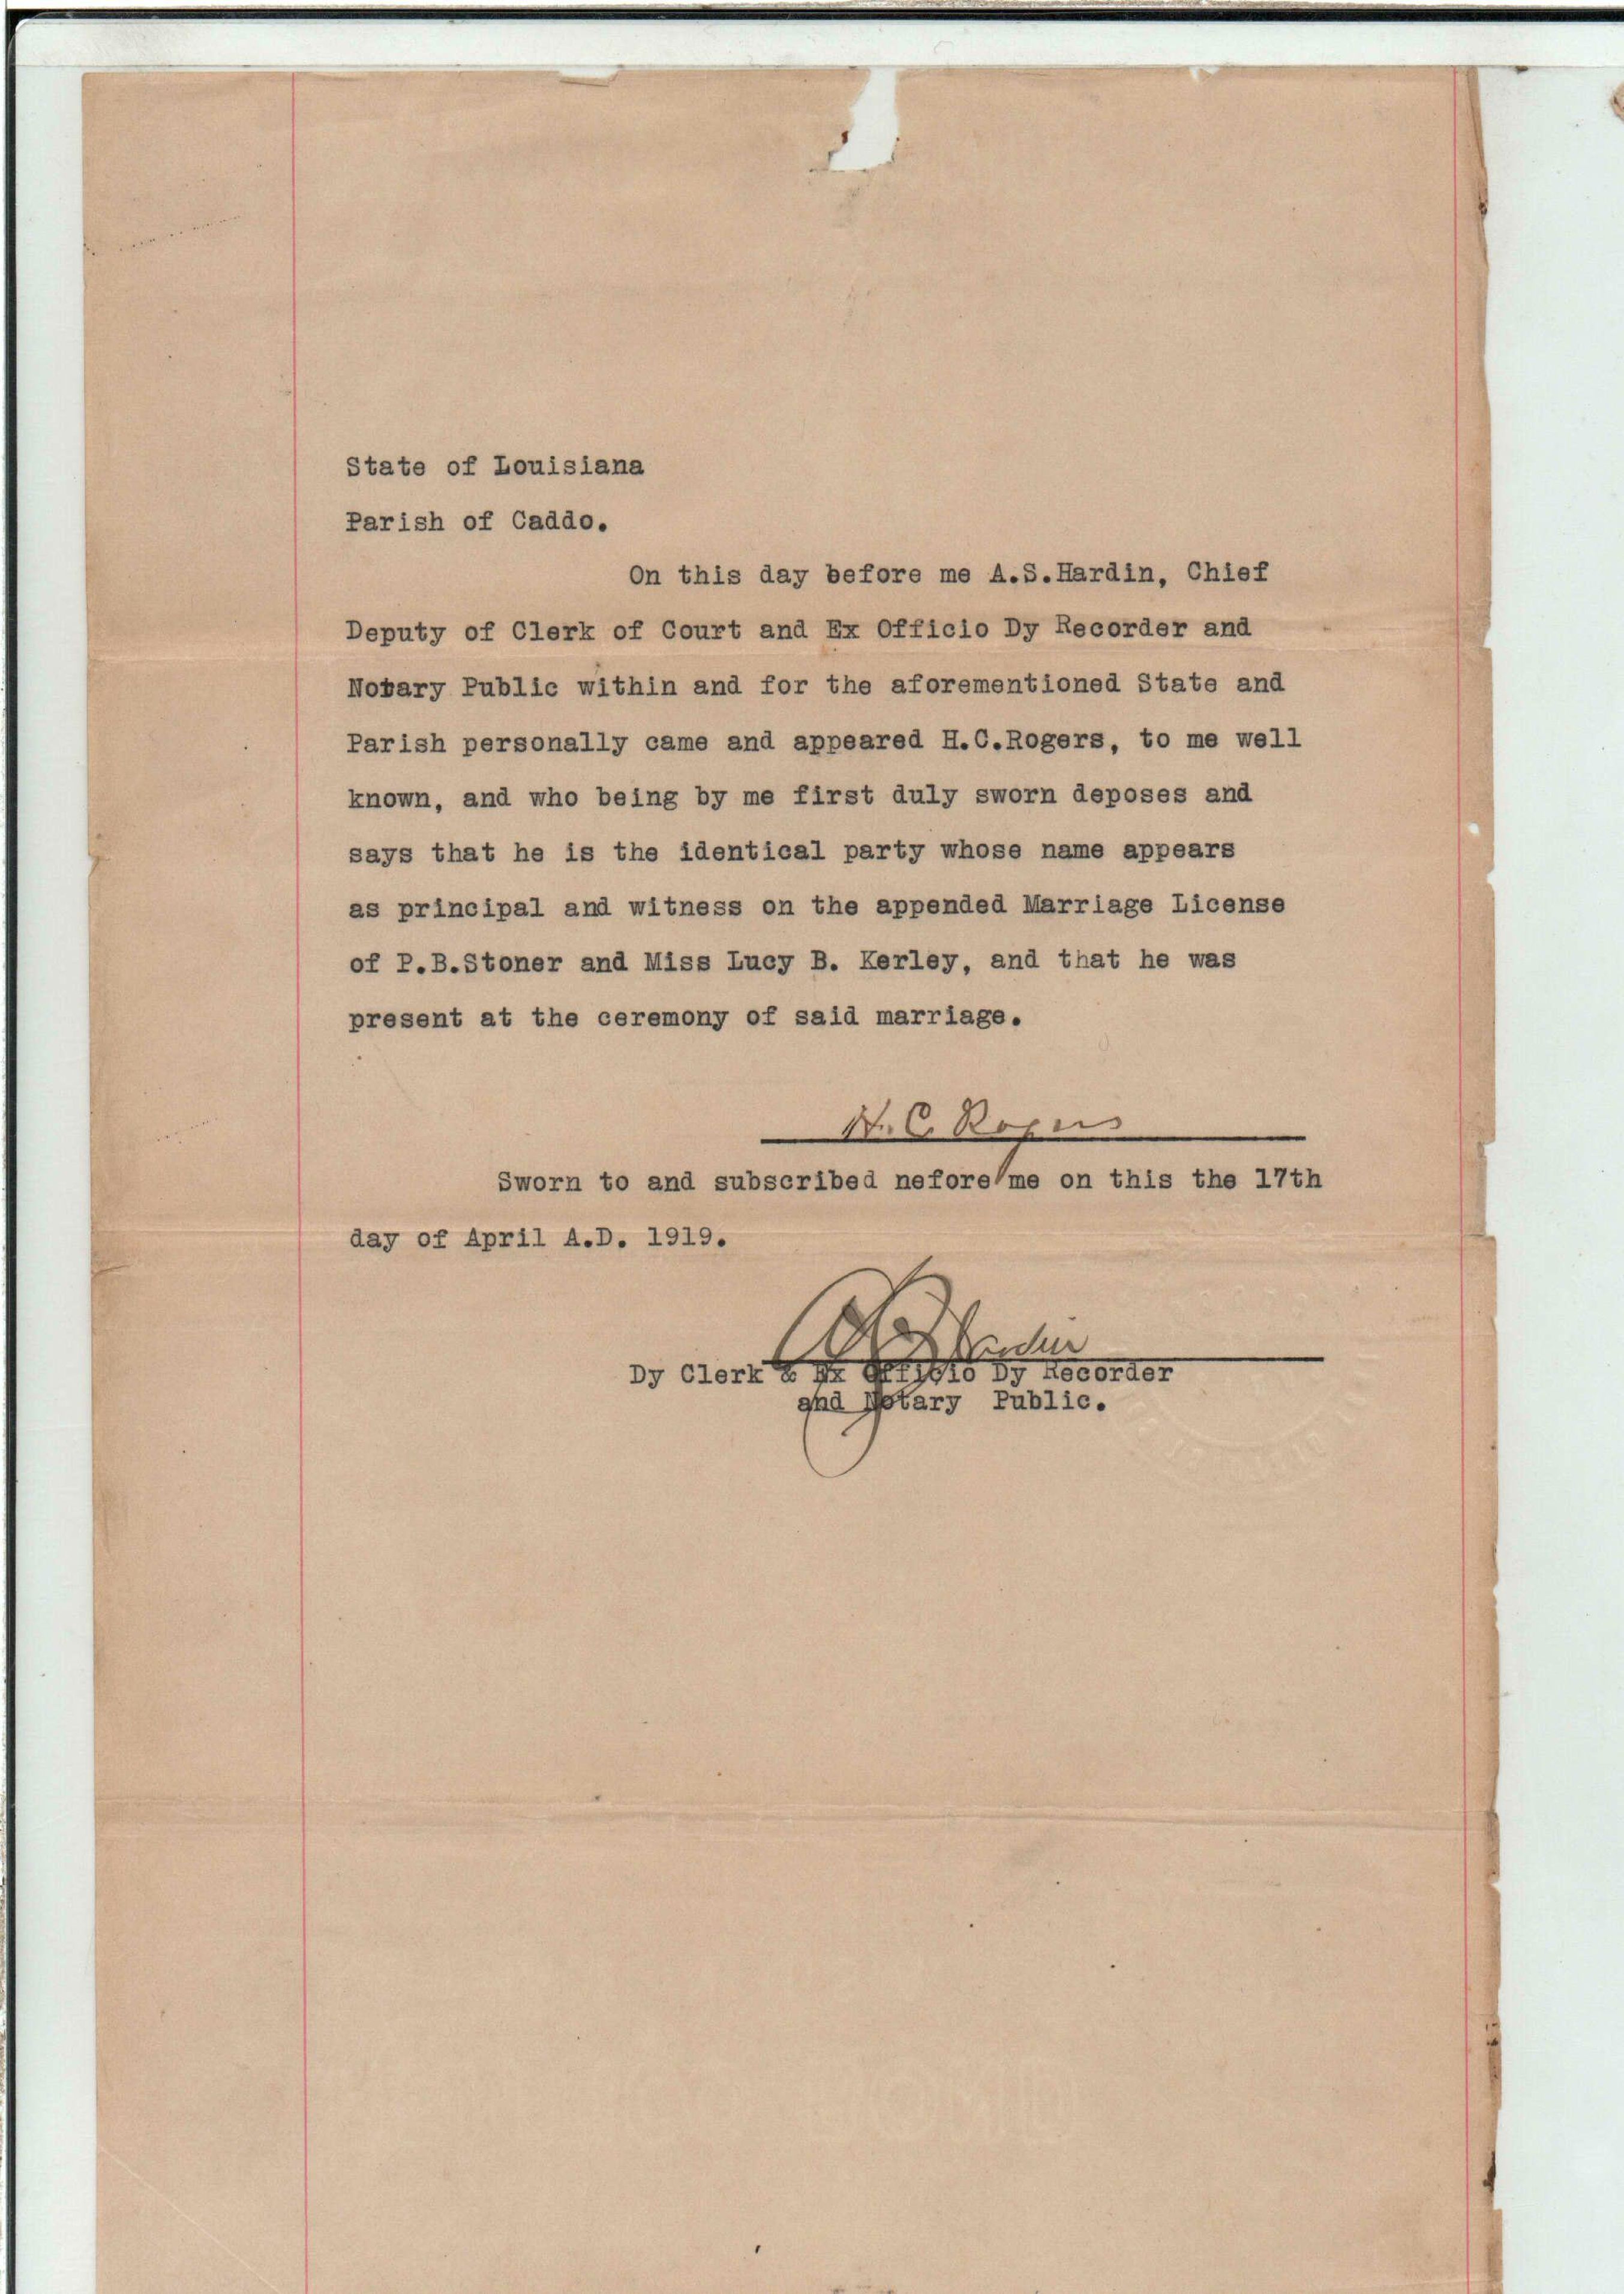 State of Louisiana
Parish of Caddo.
On this day before me A.S.Hardin, Chief
Deputy of Clerk of Court and Ex Officio Dy Recorder and
Notary Public within and for the aforementioned State and
Parish personally came and appeared H.C.Rogers, to me well
known, and who being by me first duly sworn deposes and
says that he is the identical party whose name appears
as principal and witness on the appended Marriage License
of P.B.Stoner and Miss Lucy B. Kerley, and that he was
present at the ceremony of said marriage.
H. C. Rogers
Sworn to and subscribed nefore/me on this the 17th
day of April A.D. 1919.
A S Hardin
Dy Clerk & Ex Officio Dy Recorder
and Notary Public.